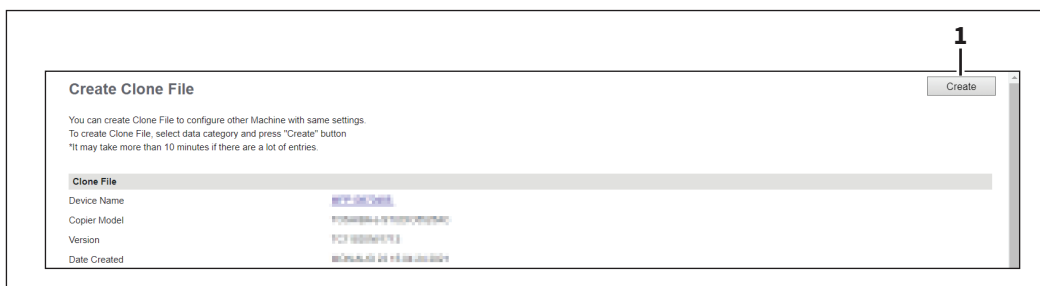 1
Create Clone File
Create
You can create Clone File to configure other Machine with same settings.
To create Clone File, select data category and press "Create" button
*It may take more than 10 minutes if there are a lot of entries.
Clone File
Device Name
Copier Model
Version
Date Created